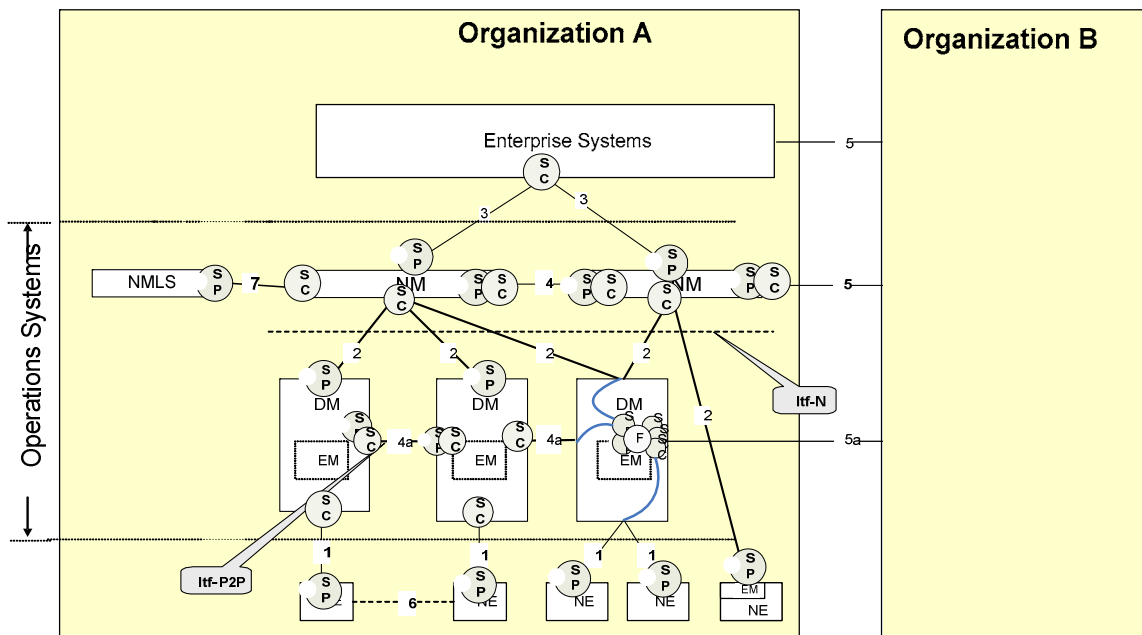 Organization A
Organization B
Enterprise Systems
5
S
C
3
3
Operations Systems
S
P
S
P
NMLS
S
P
7
S
C
NM
S
P
S
C
4
S
P
S
C
NM
S
P
S
C
5
S
C
S
C
2
2
2
2
Itf-N
S
P
S
P
DM
DM
DM
2
S
P
S
C
4a
S
P
S
C
S
C
4a
F
5a
EM
EM
EM
S
C
S
C
1
1
1
1
Itf-P2P
S
P
6
S
P
NE
S
P
NE
S
P
NE
S
P
EM
NE